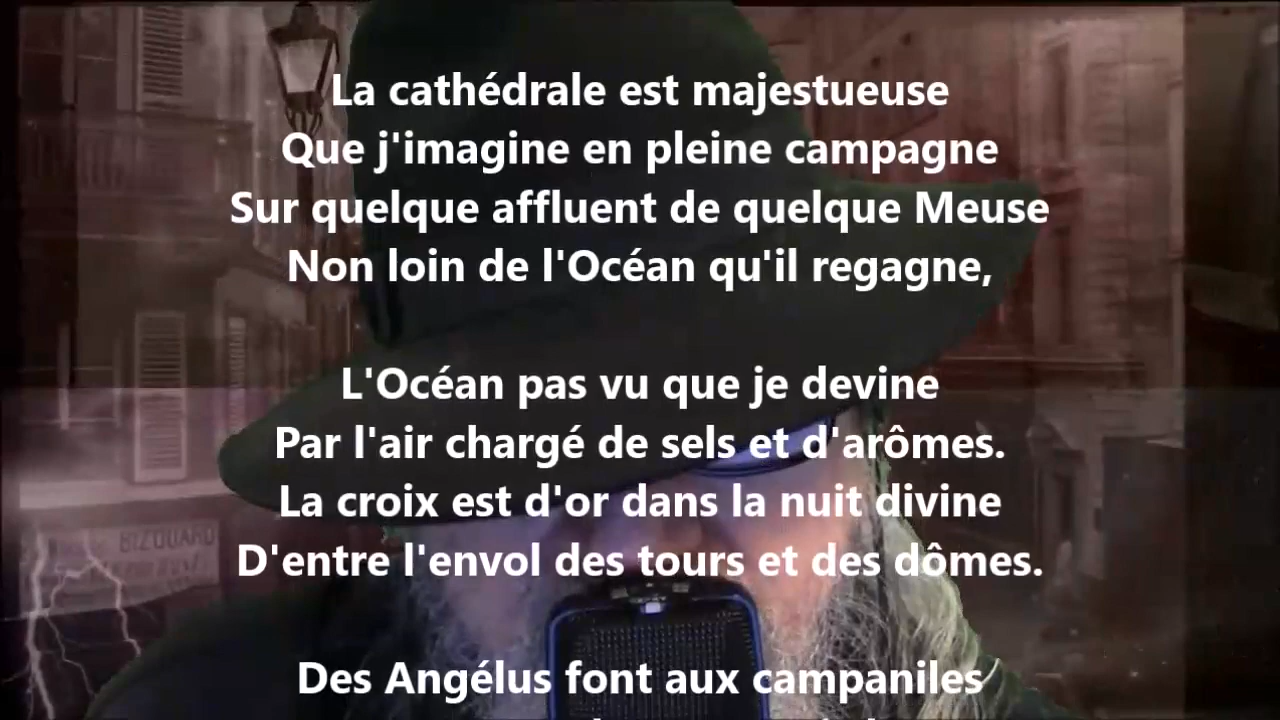 La cathédrale est majestueuse
Que j'imagine en pleine campagne
Sur quelque affluent de quelque Meuse
Non loin de l'Océan qu'il regagne,
L'Océan pas vu que je devine
Par l'air chargé de sels et d'arômes.
La croix est d'or dans la nuit divine
D'entre l'envol des tours et des dômes.
Des Angélus font aux campaniles
BIZOUARD